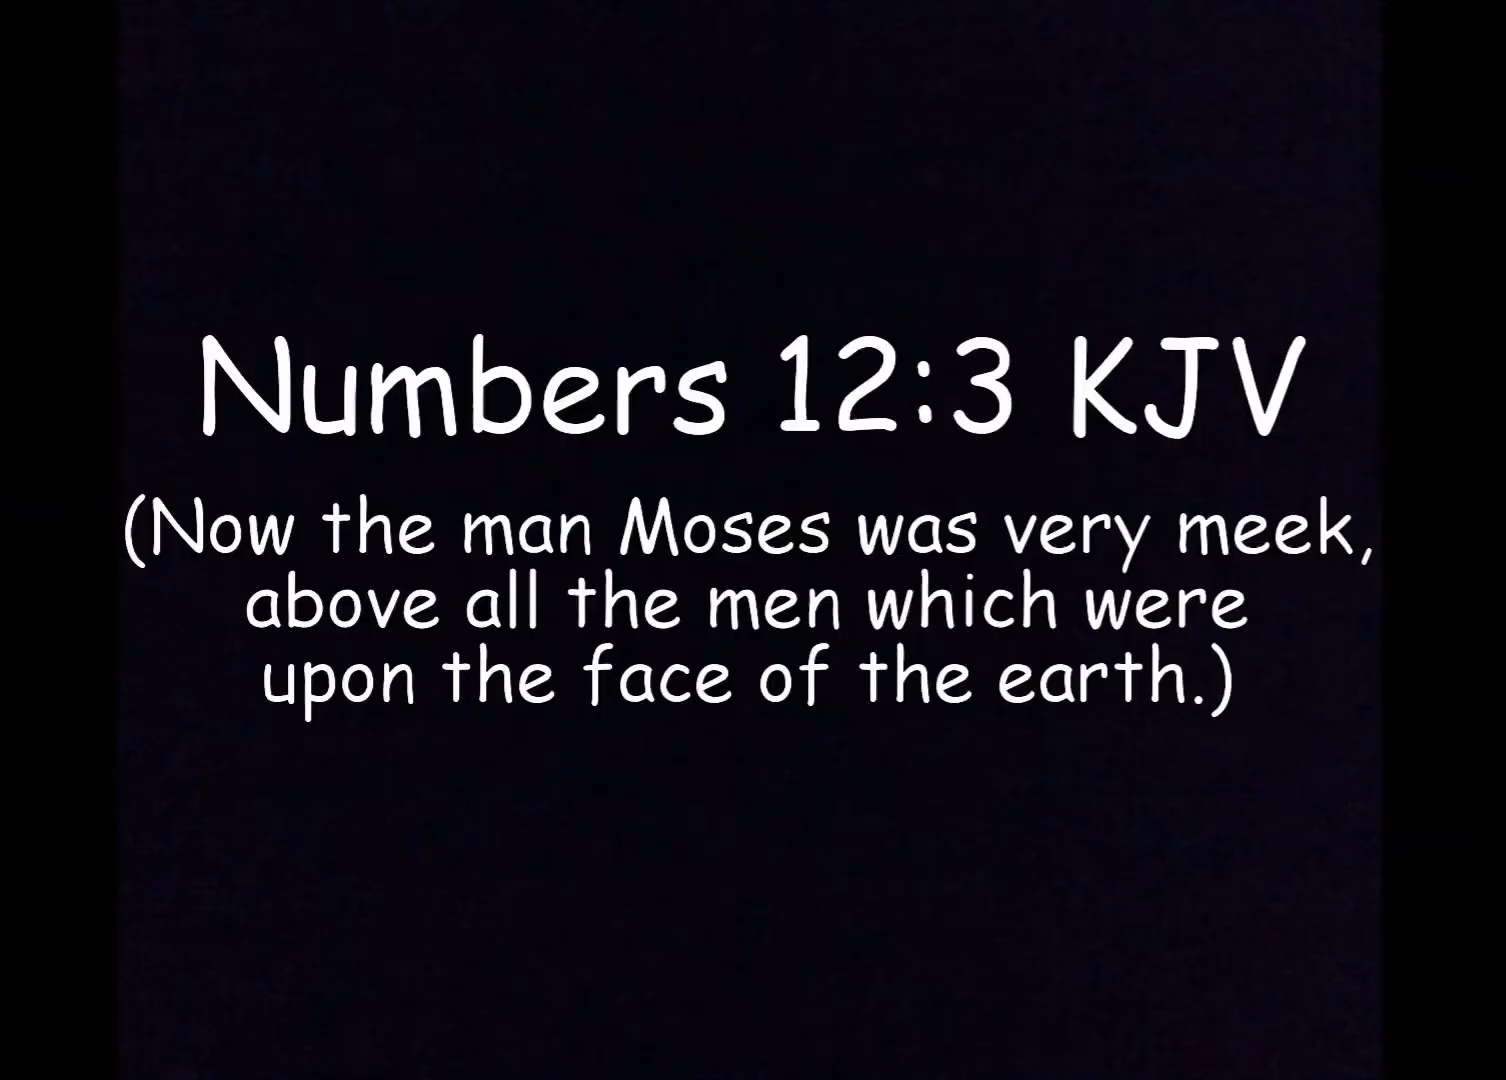 Numbers 12:3 KJV
(Now the man Moses was very meek,
above all the men which were
upon the face of the earth.)